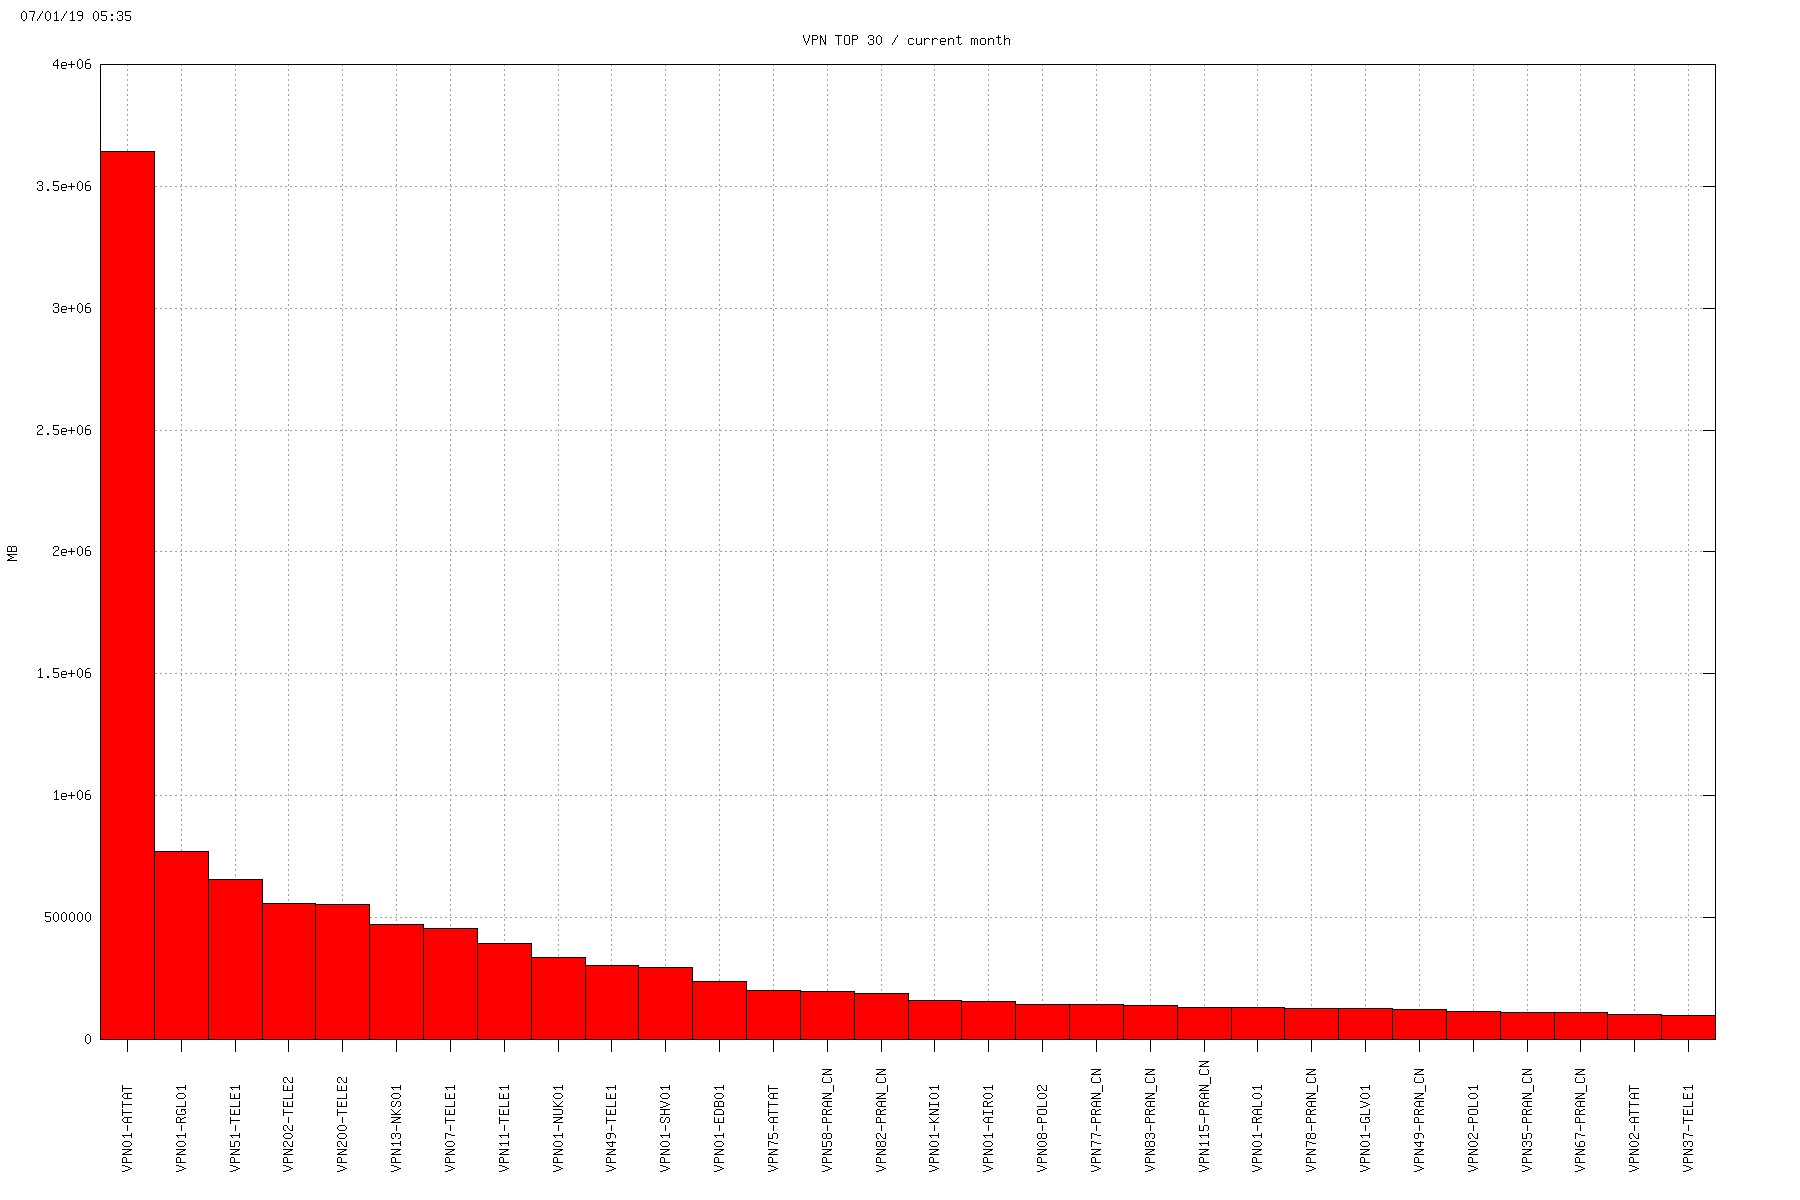 07/01/19 05:35
VPN TOP 30 / current month
4e+06
3.5e+06
3e+06
2.5e+06
2e+06
1.5e+06
1e+06
500000
0
MB
VPN01-ATTAT
VPN01-RGL01
VPN51-TELE1
VPN202-TELE2
VPN200-TELE2
VPN13-NKS01
VPN07-TELE1
VPN11-TELE1
VPN01-NUK01
VPN49-TELE1
VPN01-SHV01
VPN01-EDB01
VPN75-ATTAT
VPN58-PRAN_CN
VPN82-PRAN_CN
VPN01-KNI01
VPN01-AIR01
VPN08-POL02
VPN77-PRAN_CN
VPN83-PRAN_CN
VPN115-PRAN_CN
VPN01-RAL01
VPN78-PRAN_CN
VPN01-GLV01
VPN49-PRAN_CN
VPN02-POL01
VPN35-PRAN_CN
VPN67-PRAN_CN
VPN02-ATTAT
VPN37-TELE1